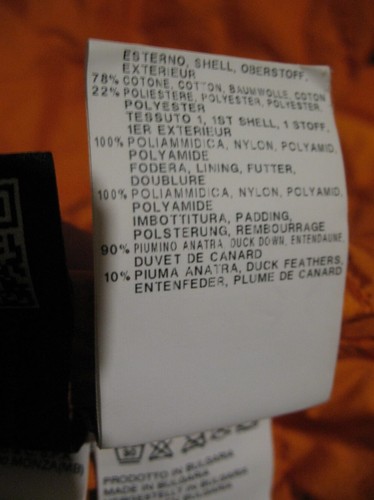 ESTERNO, SHELL, OBERSTOFF,
EXTERIEUR
78% COTONE, COTTON, BAUMWOLLE, COTON
22% POLIESTERE, POLYESTER, POLYESTER,
POLYESTER
TESSUTO 1, 1ST SHELL, 1 STOFF,
1ER EXTERIEUR
100% POLIAMMIDICA, NYLON, POLYAMID,
POLYAMIDE
FODERA, LINING, FUTTER,
DOUBLURE
100% POLIAMMIDICA, NYLON, POLYAMID,
POLYAMIDE
IMBOTTITURA, PADDING,
POLSTERUNG, REMBOURRAGE
90% PIUMINO ANATRA, DUCK DOWN, ENTENDAUNE,
DUVET DE CANARD
10% PIUMA ANATRA, DUCK FEATHERS,
ENTENFEDER, PLUME DE CANARD
PRODOTTO IN BULGARIA
MADE IN BULGARIA
IN BULGARIA